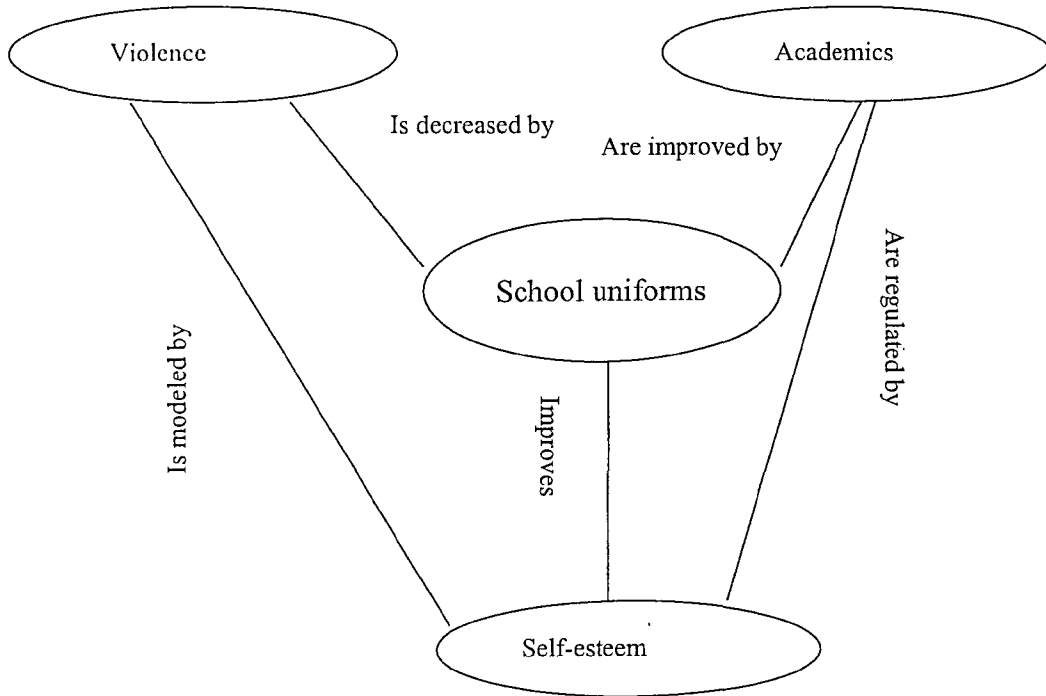 Violence
Academics
Is decreased by
Are improved by
School uniforms
Are regulated by
Is modeled by
Improves
Self-esteem